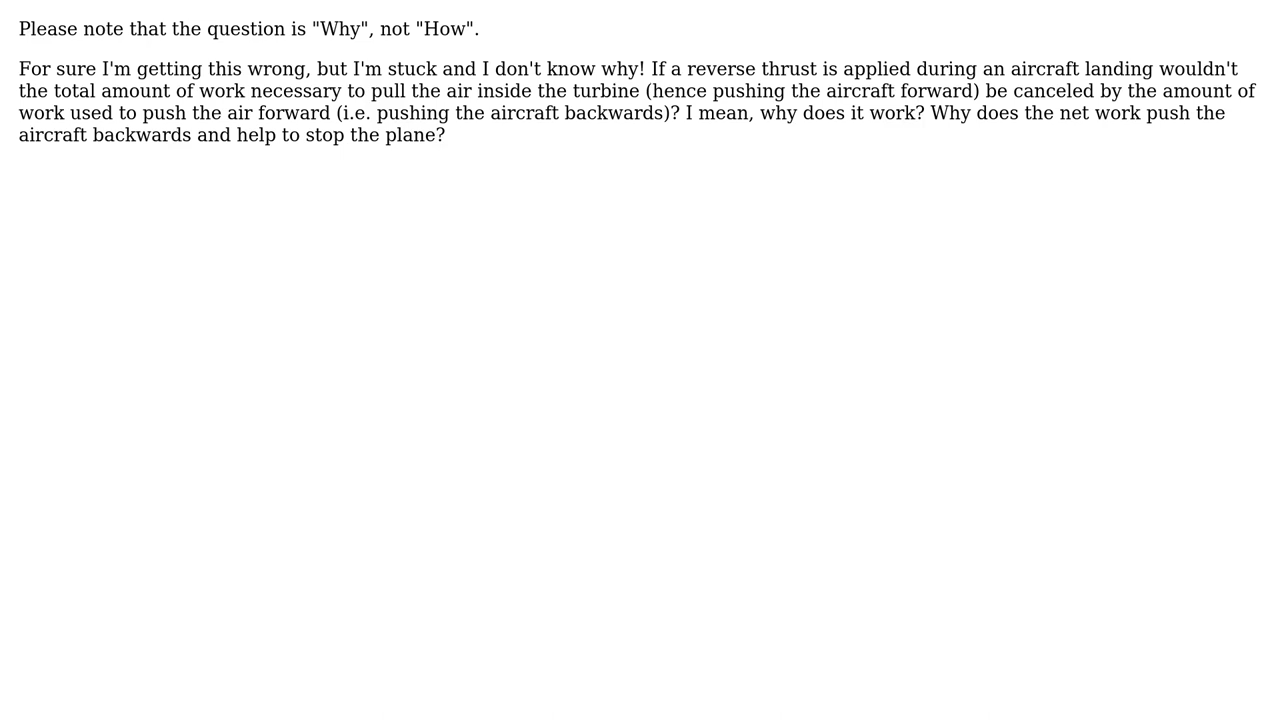 Please note that the question is "Why", not "How".
For sure I'm getting this wrong, but I'm stuck and I don't know why! If a reverse thrust is applied during an aircraft landing wouldn't
the total amount of work necessary to pull the air inside the turbine (hence pushing the aircraft forward) be canceled by the amount of
work used to push the air forward (i.e. pushing the aircraft backwards)? I mean, why does it work? Why does the net work push the
aircraft backwards and help to stop the plane?